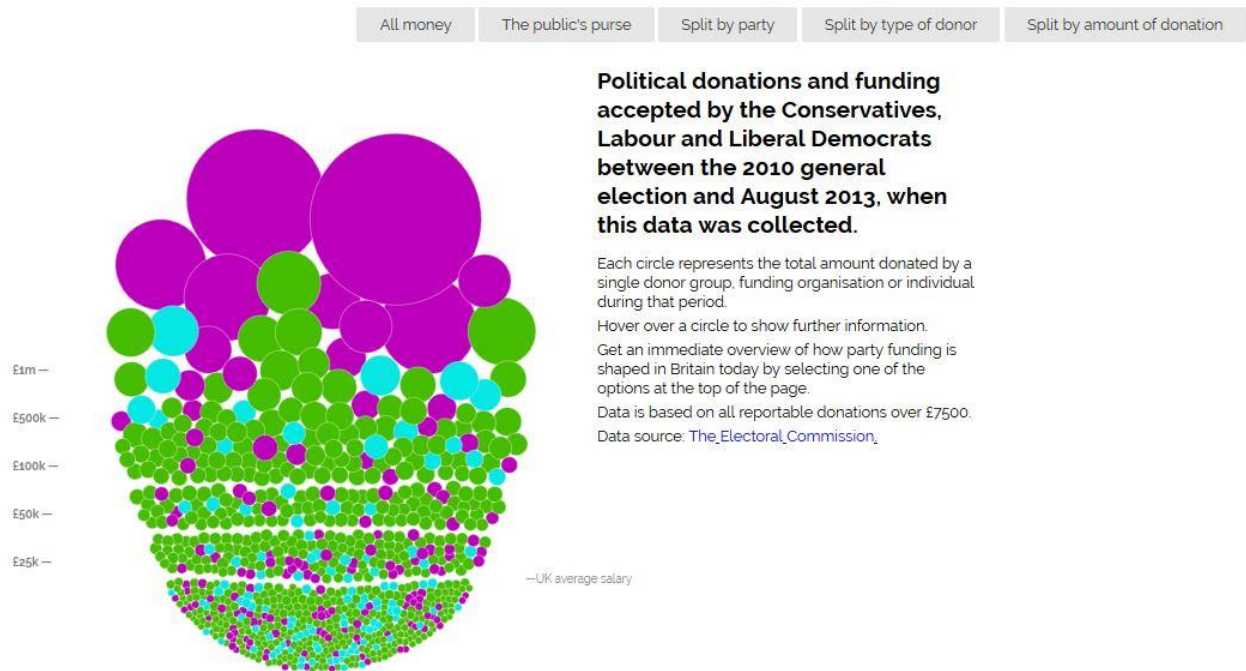 All money
The public's purse
Split by party
Split by type of donor
Split by amount of donation
Political donations and funding
accepted by the Conservatives,
Labour and Liberal Democrats
between the 2010 general
election and August 2013, when
this data was collected.
Each circle represents the total amount donated by a
single donor group, funding organisation or individual
during that period.
Hover over a circle to show further information.
Get an immediate overview of how party funding is
shaped in Britain today by selecting one of the
options at the top of the page.
Data is based on all reportable donations over £7500.
Data source: The Electoral Commission.
£1m —
£500k —
£100k —
£50k —
£25k —
—UK average salary